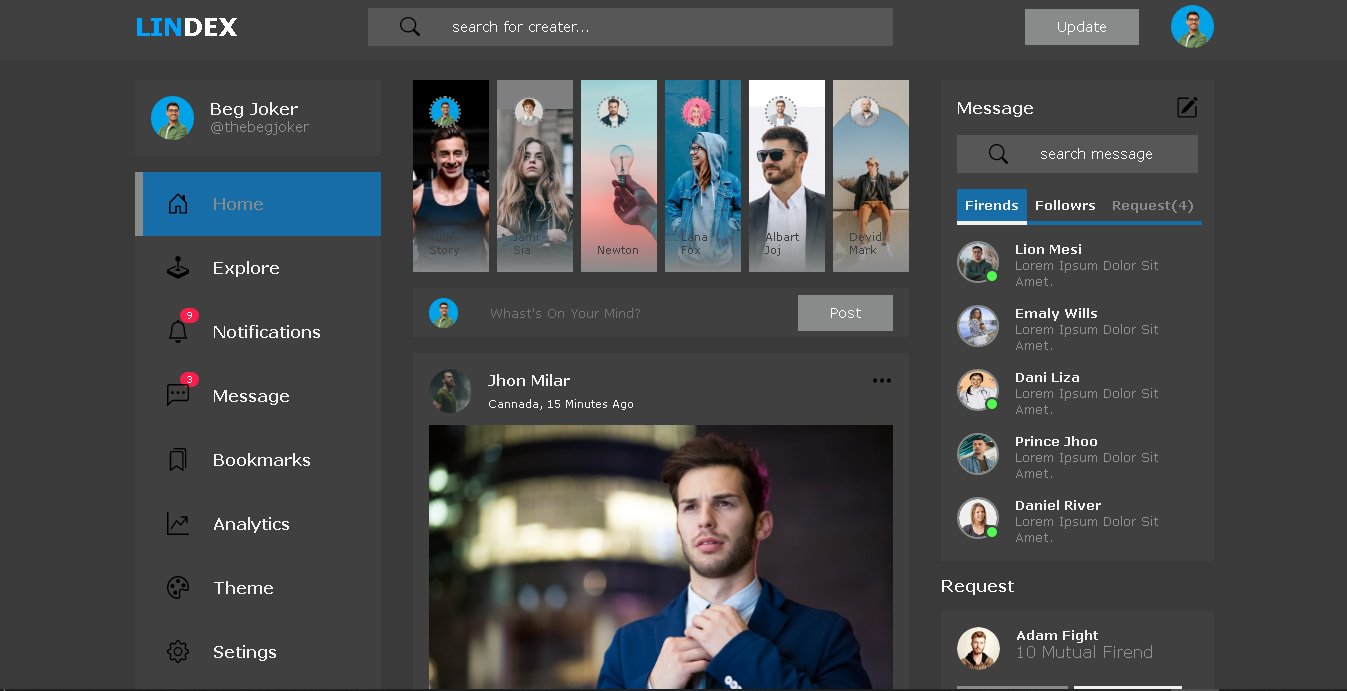 LINDEX
search for creater...
Update
Beg Joker
@thebegjoker
Home
Explore
9
Notifications
3
Message
Bookmarks
Analytics
Theme
Setings
Story
Jami
Sia
Newton
Lana
Fox
Albart
Joj
Devid
Mark
Whast's On Your Mind?
Post
Jhon Milar
Cannada, 15 Minutes Ago
Message
search message
Firends Followrs Request(4)
Lion Mesi
Lorem Ipsum Dolor Sit
Amet.
Emaly Wills
Lorem Ipsum Dolor Sit
Amet.
Dani Liza
Lorem Ipsum Dolor Sit
Amet.
Prince Jhoo
Lorem Ipsum Dolor Sit
Amet.
Daniel River
Lorem Ipsum Dolor Sit
Amet.
Request
Adam Fight
10 Mutual Firend